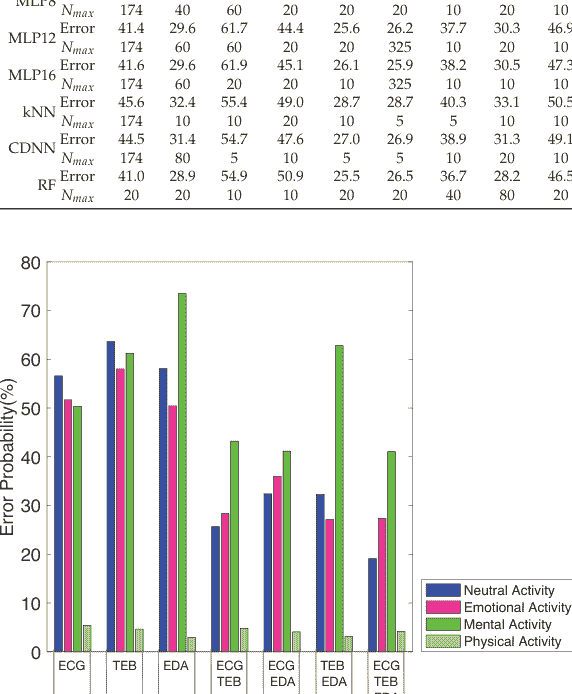 MLP8
N_max 174 40 60 20 20 20 10 20 10
Error 41.4 29.6 61.7 44.4 25.6 26.2 37.7 30.3 46.9
MLP12
N_max 174 60 60 20 20 325 10 20 10
Error 41.6 29.6 61.9 45.1 26.1 25.9 38.2 30.5 47.3
MLP16
N_max 174 60 20 20 10 325 10 10 10
Error 45.6 32.4 55.4 49.0 28.7 28.7 40.3 33.1 50.5
kNN
N_max 174 10 10 20 10 5 5 10 10
Error 44.5 31.4 54.7 47.6 27.0 26.9 38.9 31.3 49.1
CDNN
N_max 174 80 5 10 5 5 10 20 10
Error 41.0 28.9 54.9 50.9 25.5 26.5 36.7 28.2 46.5
RF
N_max 20 20 10 10 20 20 40 80 20
80
70
60
50
40
30
20
10
0
Error Probability(%)
ECG TEB EDA ECG ECG TEB ECG
TEB EDA EDA TEB
EDA
Neutral Activity
Emotional Activity
Mental Activity
Physical Activity